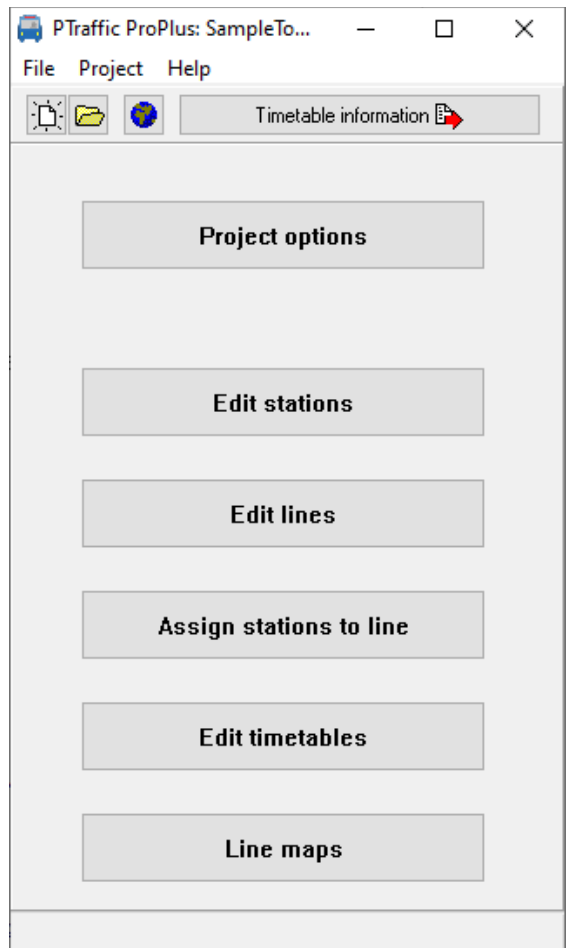 PTraffic ProPlus: SampleTo...
File Project Help
Timetable information
Project options
Edit stations
Edit lines
Assign stations to line
Edit timetables
Line maps